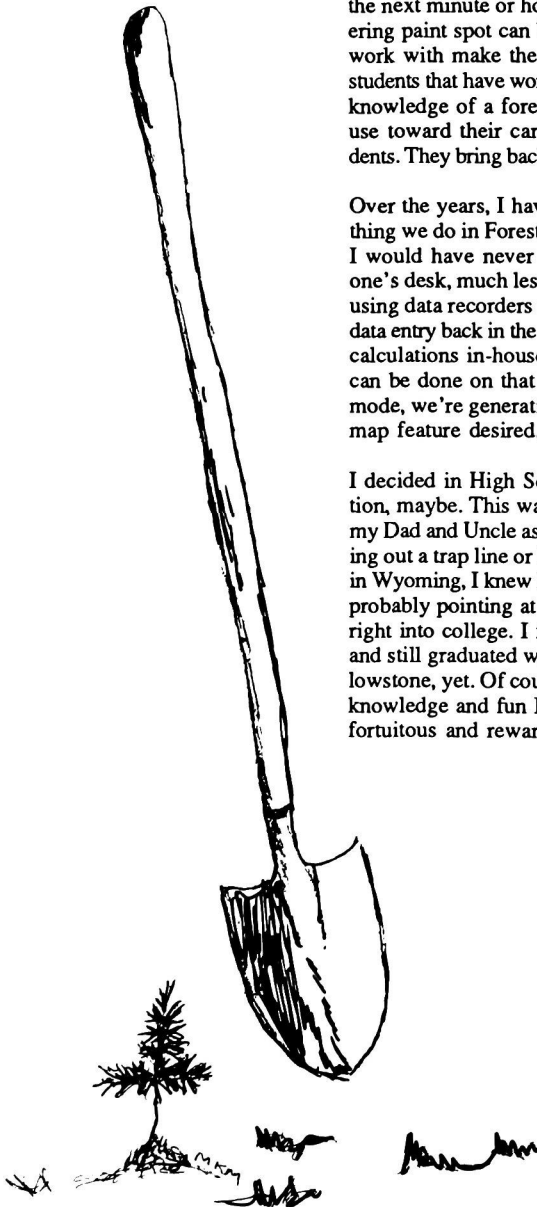 the next minute or ho
ering paint spot can
work with make the
students that have wor
knowledge of a fore
use toward their car
dents. They bring back
Over the years, I hav
thing we do in Forest
I would have never
one's desk, much less
using data recorders
data entry back in the
calculations in-house
can be done on that
mode, we're generati
map feature desired
I decided in High Sc
tion, maybe. This wa
my Dad and Uncle as
ing out a trap line or
in Wyoming, I knew
probably pointing at
right into college. I
and still graduated w
lowstone, yet. Of cou
knowledge and fun I
fortuitous and rewar